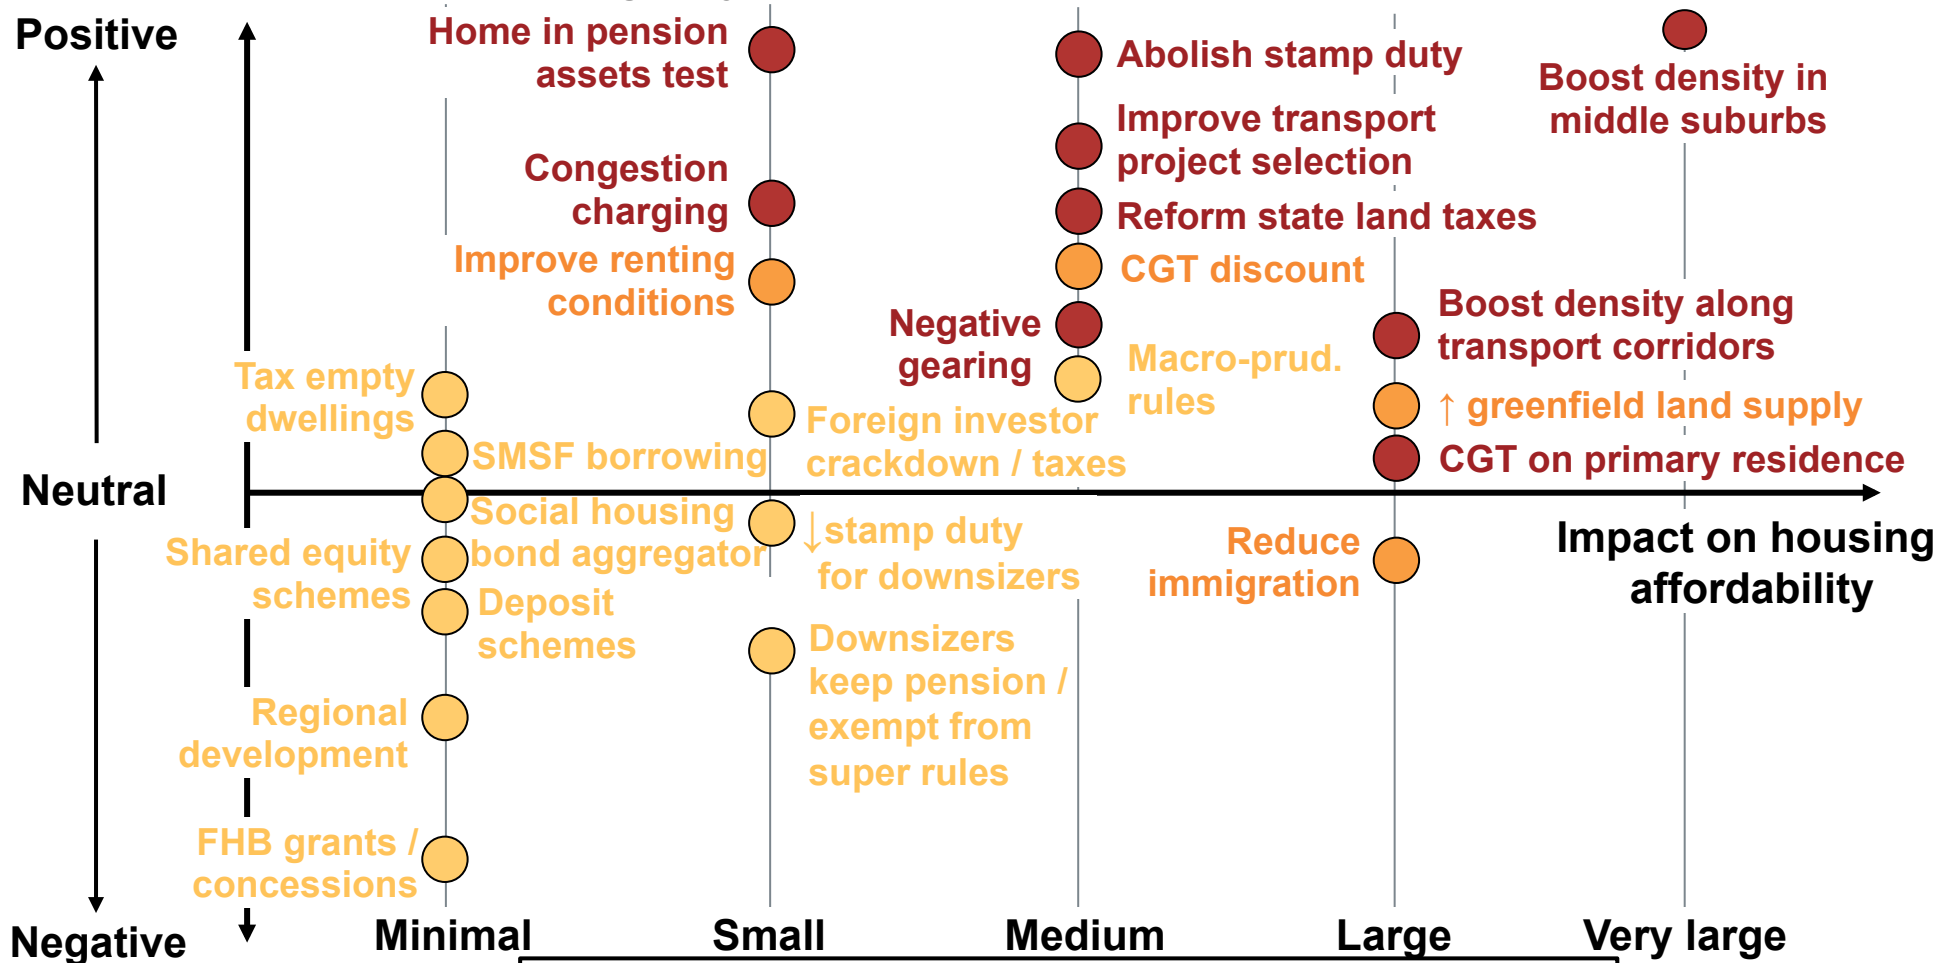 Positive
Home in pension
assets test
Abolish stamp duty
Boost density in
middle suburbs
Improve transport
project selection
Congestion
charging
Reform state land taxes
Improve renting
conditions
CGT discount
Negative
gearing
Boost density along
transport corridors
Macro-prud.
rules
Tax empty
dwellings
↑ greenfield land supply
Foreign investor
crackdown / taxes
SMSF borrowing
CGT on primary residence
Neutral
Social housing
bond aggregator
↓stamp duty
for downsizers
Reduce
immigration
Impact on housing
affordability
Shared equity
schemes
Deposit
schemes
Downsizers
keep pension /
exempt from
super rules
Regional
development
FHB grants /
concessions
Negative
Minimal
Small
Medium
Large
Very large